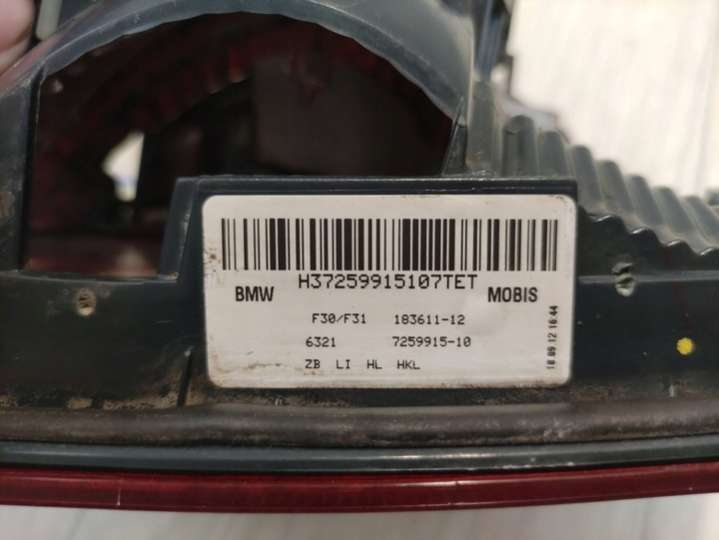 H37259915107TET
BMW MOBIS
F30/F31 183611-12
6321 7259915-10
ZB LI HL HKL
18 09 12 16:44